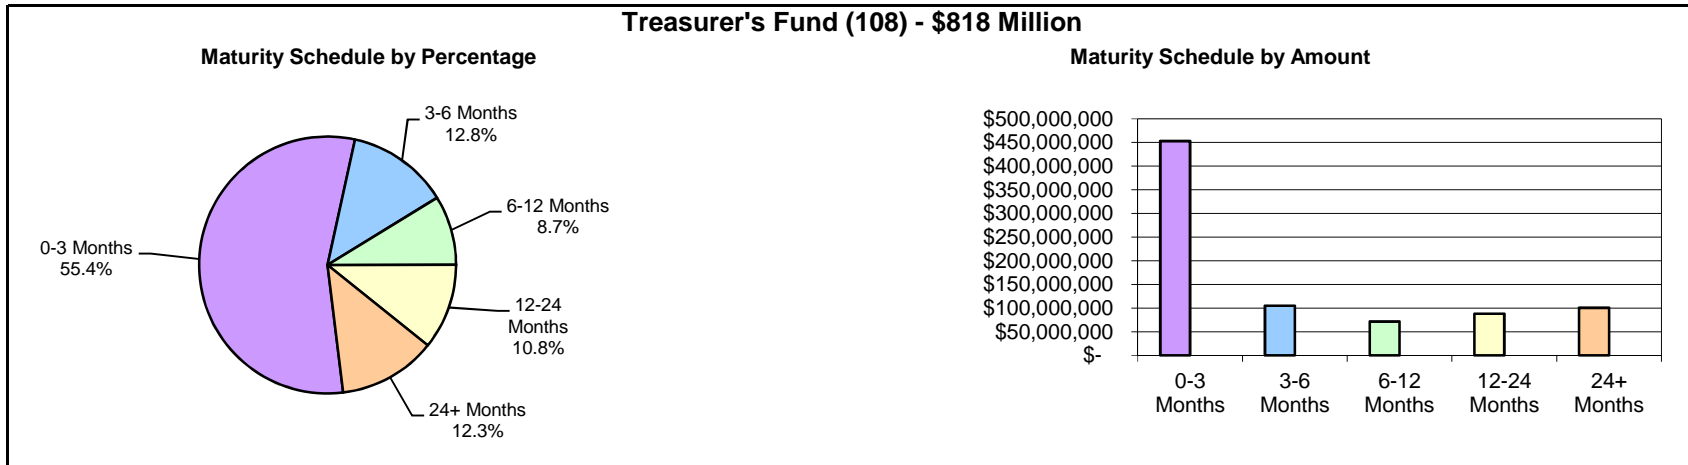 Treasurer's Fund (108) - $818 Million
Maturity Schedule by Percentage
3-6 Months
12.8%
6-12 Months
8.7%
0-3 Months
55.4%
12-24
Months
10.8%
24+ Months
12.3%
Maturity Schedule by Amount
$500,000,000
$450,000,000
$400,000,000
$350,000,000
$300,000,000
$250,000,000
$200,000,000
$150,000,000
$100,000,000
$50,000,000
$-
0-3
Months
3-6
Months
6-12
Months
12-24
Months
24+
Months